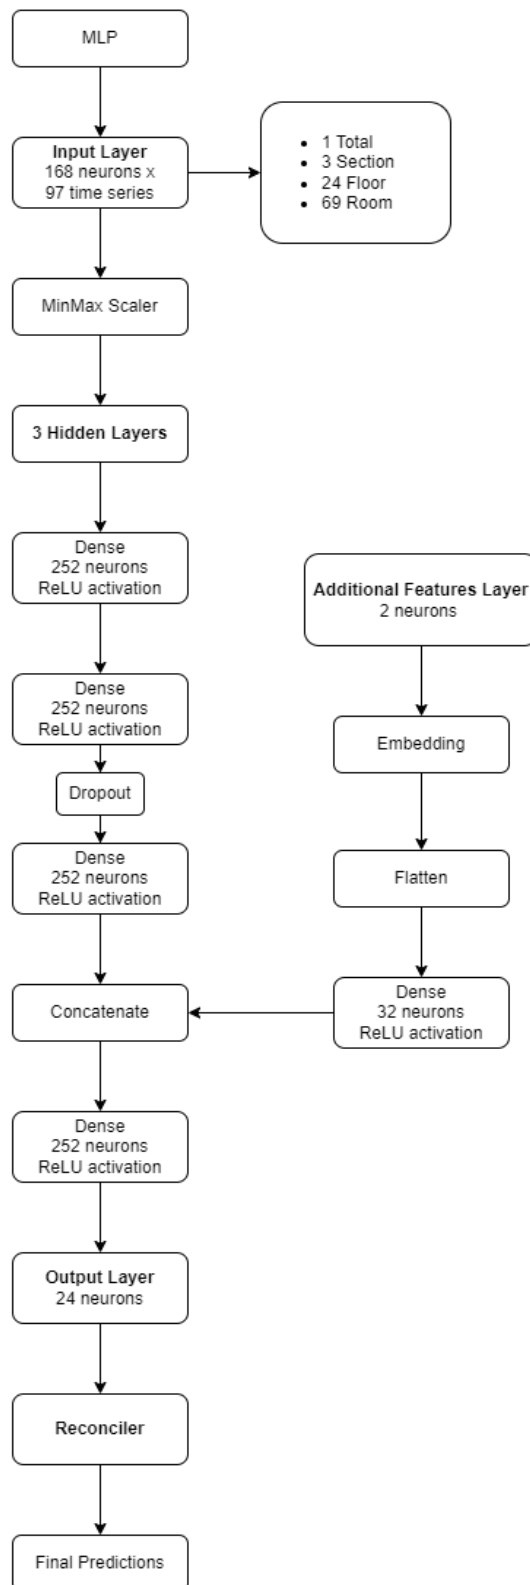 MLP
Input Layer
168 neurons x
97 time series
• 1 Total
• 3 Section
• 24 Floor
• 69 Room
MinMax Scaler
3 Hidden Layers
Dense
252 neurons
ReLU activation
Additional Features Layer
2 neurons
Dense
252 neurons
ReLU activation
Embedding
Dropout
Dense
252 neurons
ReLU activation
Flatten
Concatenate
Dense
32 neurons
ReLU activation
Dense
252 neurons
ReLU activation
Output Layer
24 neurons
Reconciler
Final Predictions